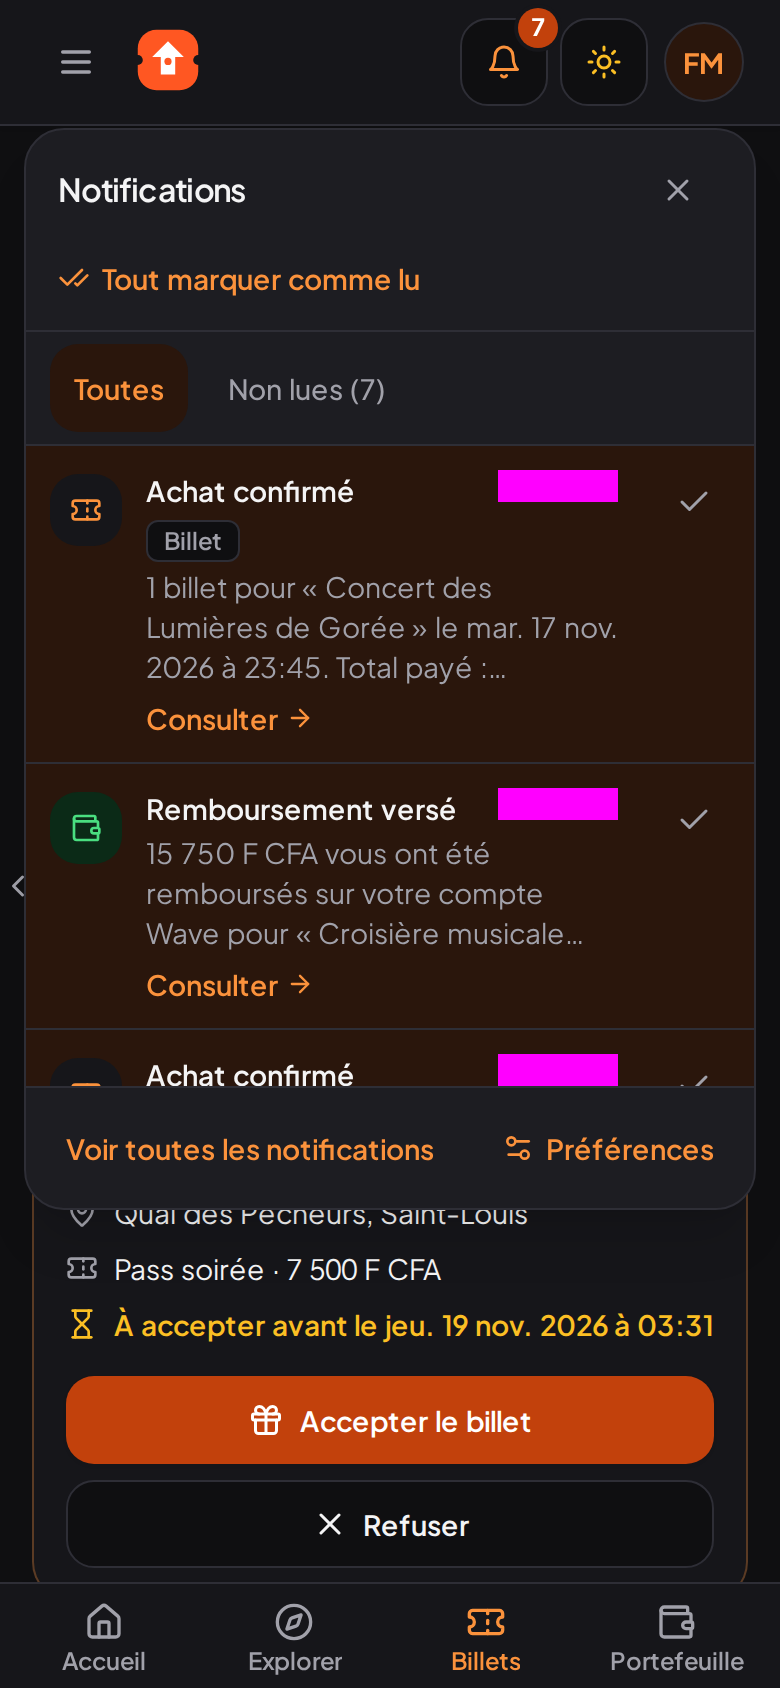 7
FM
Notifications
Tout marquer comme lu
Toutes
Non lues (7)
Achat confirmé
Billet
1 billet pour « Concert des
Lumières de Gorée » le mar. 17 nov.
2026 à 23:45. Total payé :…
Consulter
Remboursement versé
15 750 F CFA vous ont été
remboursés sur votre compte
Wave pour « Croisière musicale…
Consulter
Achat confirmé
Voir toutes les notifications
Préférences
Quai des Pêcheurs, Saint-Louis
Pass soirée · 7 500 F CFA
À accepter avant le jeu. 19 nov. 2026 à 03:31
Accepter le billet
Refuser
Accueil
Explorer
Billets
Portefeuille